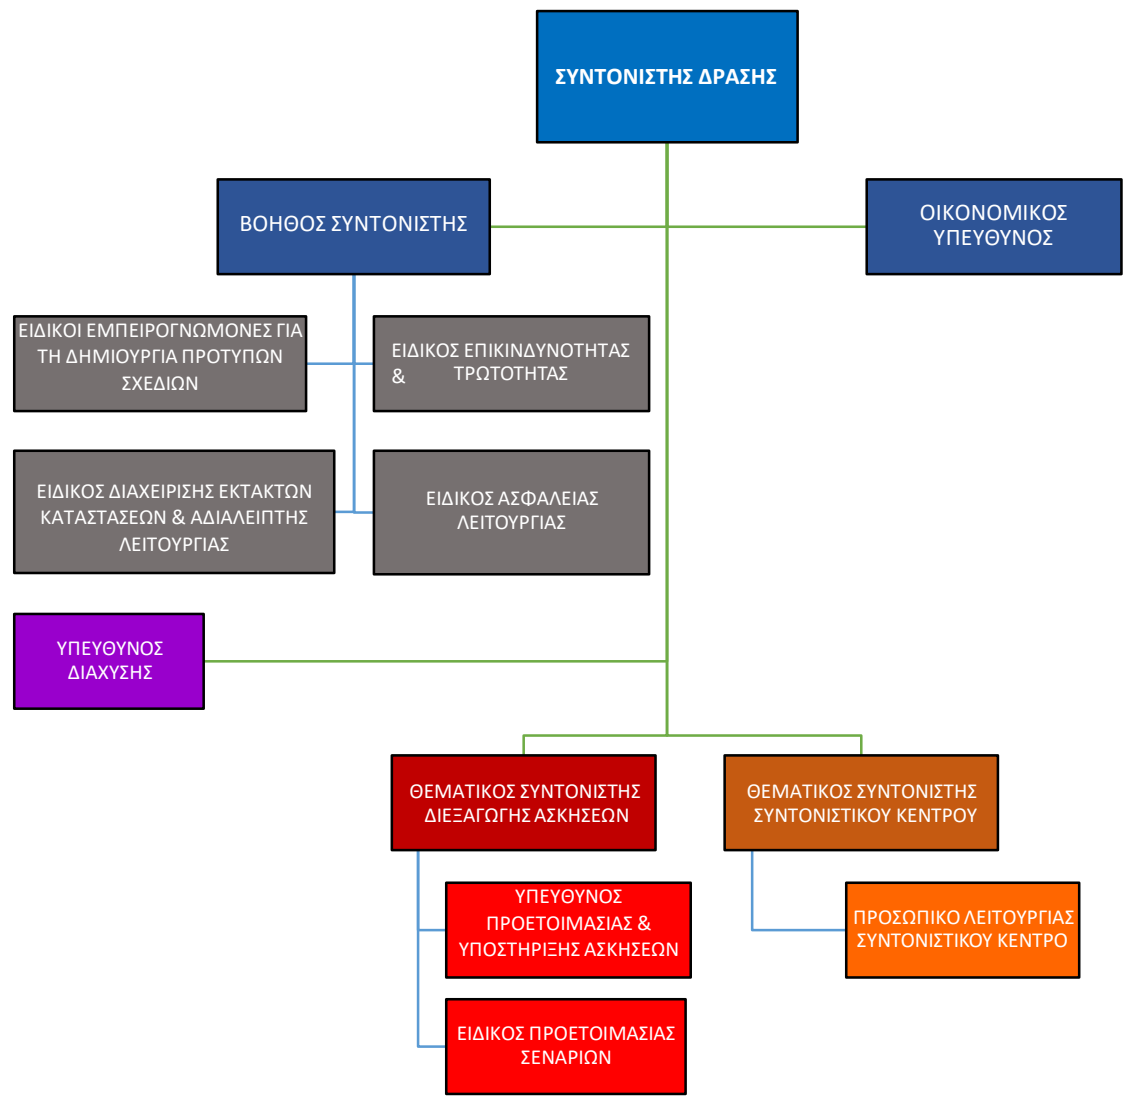 ΣΥΝΤΟΝΙΣΤΗΣ ΔΡΑΣΗΣ
ΒΟΗΘΟΣ ΣΥΝΤΟΝΙΣΤΗΣ
ΟΙΚΟΝΟΜΙΚΟΣ
ΥΠΕΥΘΥΝΟΣ
ΕΙΔΙΚΟΙ ΕΜΠΕΙΡΟΓΝΩΜΟΝΕΣ ΓΙΑ
ΤΗ ΔΗΜΙΟΥΡΓΙΑ ΠΡΟΤΥΠΩΝ
ΣΧΕΔΙΩΝ
ΕΙΔΙΚΟΣ ΕΠΙΚΙΝΔΥΝΟΤΗΤΑΣ
& ΤΡΩΤΟΤΗΤΑΣ
ΕΙΔΙΚΟΣ ΔΙΑΧΕΙΡΙΣΗΣ ΕΚΤΑΚΤΩΝ
ΚΑΤΑΣΤΑΣΕΩΝ & ΑΔΙΑΛΕΙΠΤΗΣ
ΛΕΙΤΟΥΡΓΙΑΣ
ΕΙΔΙΚΟΣ ΑΣΦΑΛΕΙΑΣ
ΛΕΙΤΟΥΡΓΙΑΣ
ΥΠΕΥΘΥΝΟΣ
ΔΙΑΧΥΣΗΣ
ΘΕΜΑΤΙΚΟΣ ΣΥΝΤΟΝΙΣΤΗΣ
ΔΙΕΞΑΓΩΓΗΣ ΑΣΚΗΣΕΩΝ
ΘΕΜΑΤΙΚΟΣ ΣΥΝΤΟΝΙΣΤΗΣ
ΣΥΝΤΟΝΙΣΤΙΚΟΥ ΚΕΝΤΡΟΥ
ΥΠΕΥΘΥΝΟΣ
ΠΡΟΕΤΟΙΜΑΣΙΑΣ &
ΥΠΟΣΤΗΡΙΞΗΣ ΑΣΚΗΣΕΩΝ
ΠΡΟΣΩΠΙΚΟ ΛΕΙΤΟΥΡΓΙΑΣ
ΣΥΝΤΟΝΙΣΤΙΚΟΥ ΚΕΝΤΡΟ
ΕΙΔΙΚΟΣ ΠΡΟΕΤΟΙΜΑΣΙΑΣ
ΣΕΝΑΡΙΩΝ